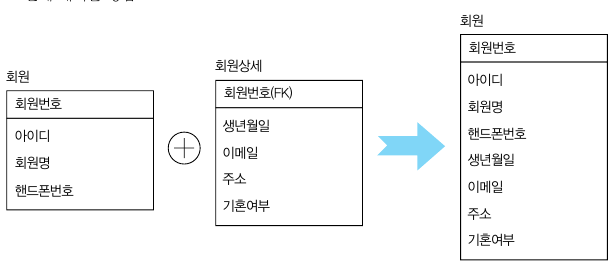 회원
회원번호
아이디
회원명
핸드폰번호
회원상세
회원번호(FK)
생년월일
이메일
주소
기혼여부
회원
회원번호
아이디
회원명
핸드폰번호
생년월일
이메일
주소
기혼여부